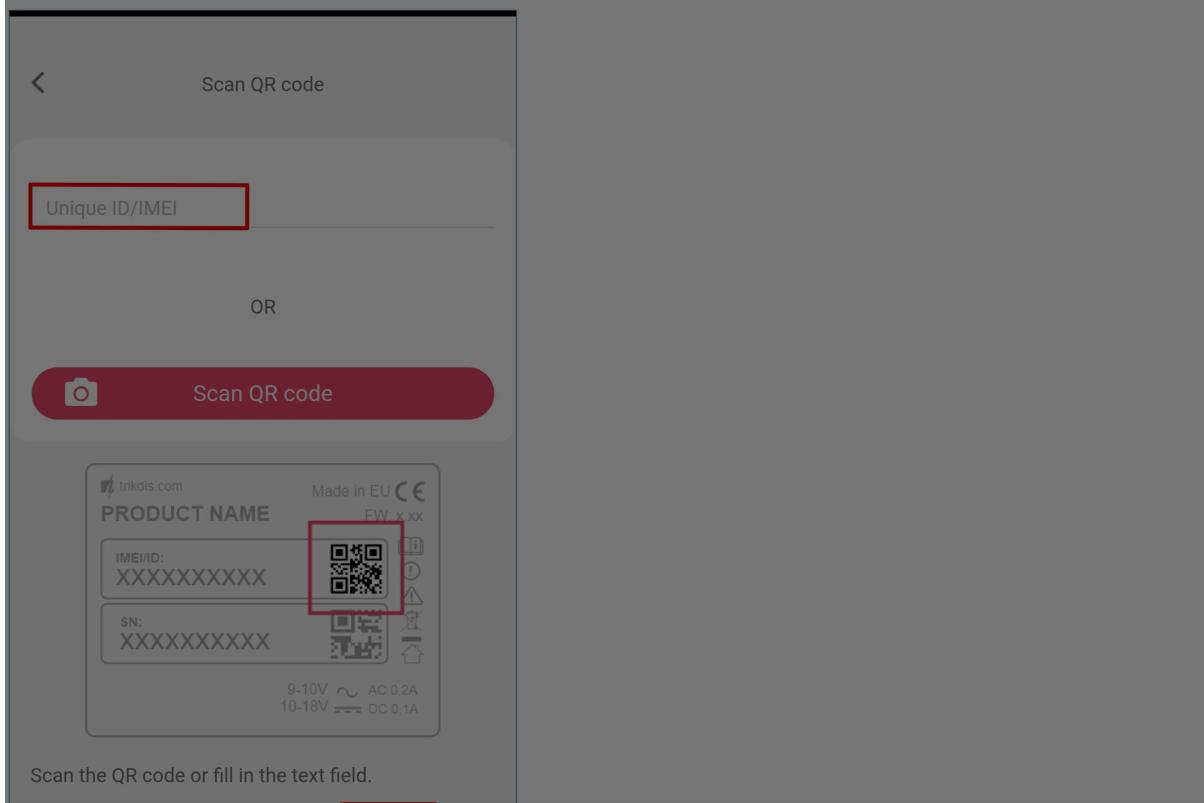 Scan QR code
Unique ID/IMEI
OR
Scan QR code
trikdis.com
Made in EU CE
PRODUCT NAME
FW: x.xx
IMEI/ID:
XXXXXXXXXX
SN:
XXXXXXXXXX
9-10V AC 0,2A
10-18V DC 0,1A
Scan the QR code or fill in the text field.